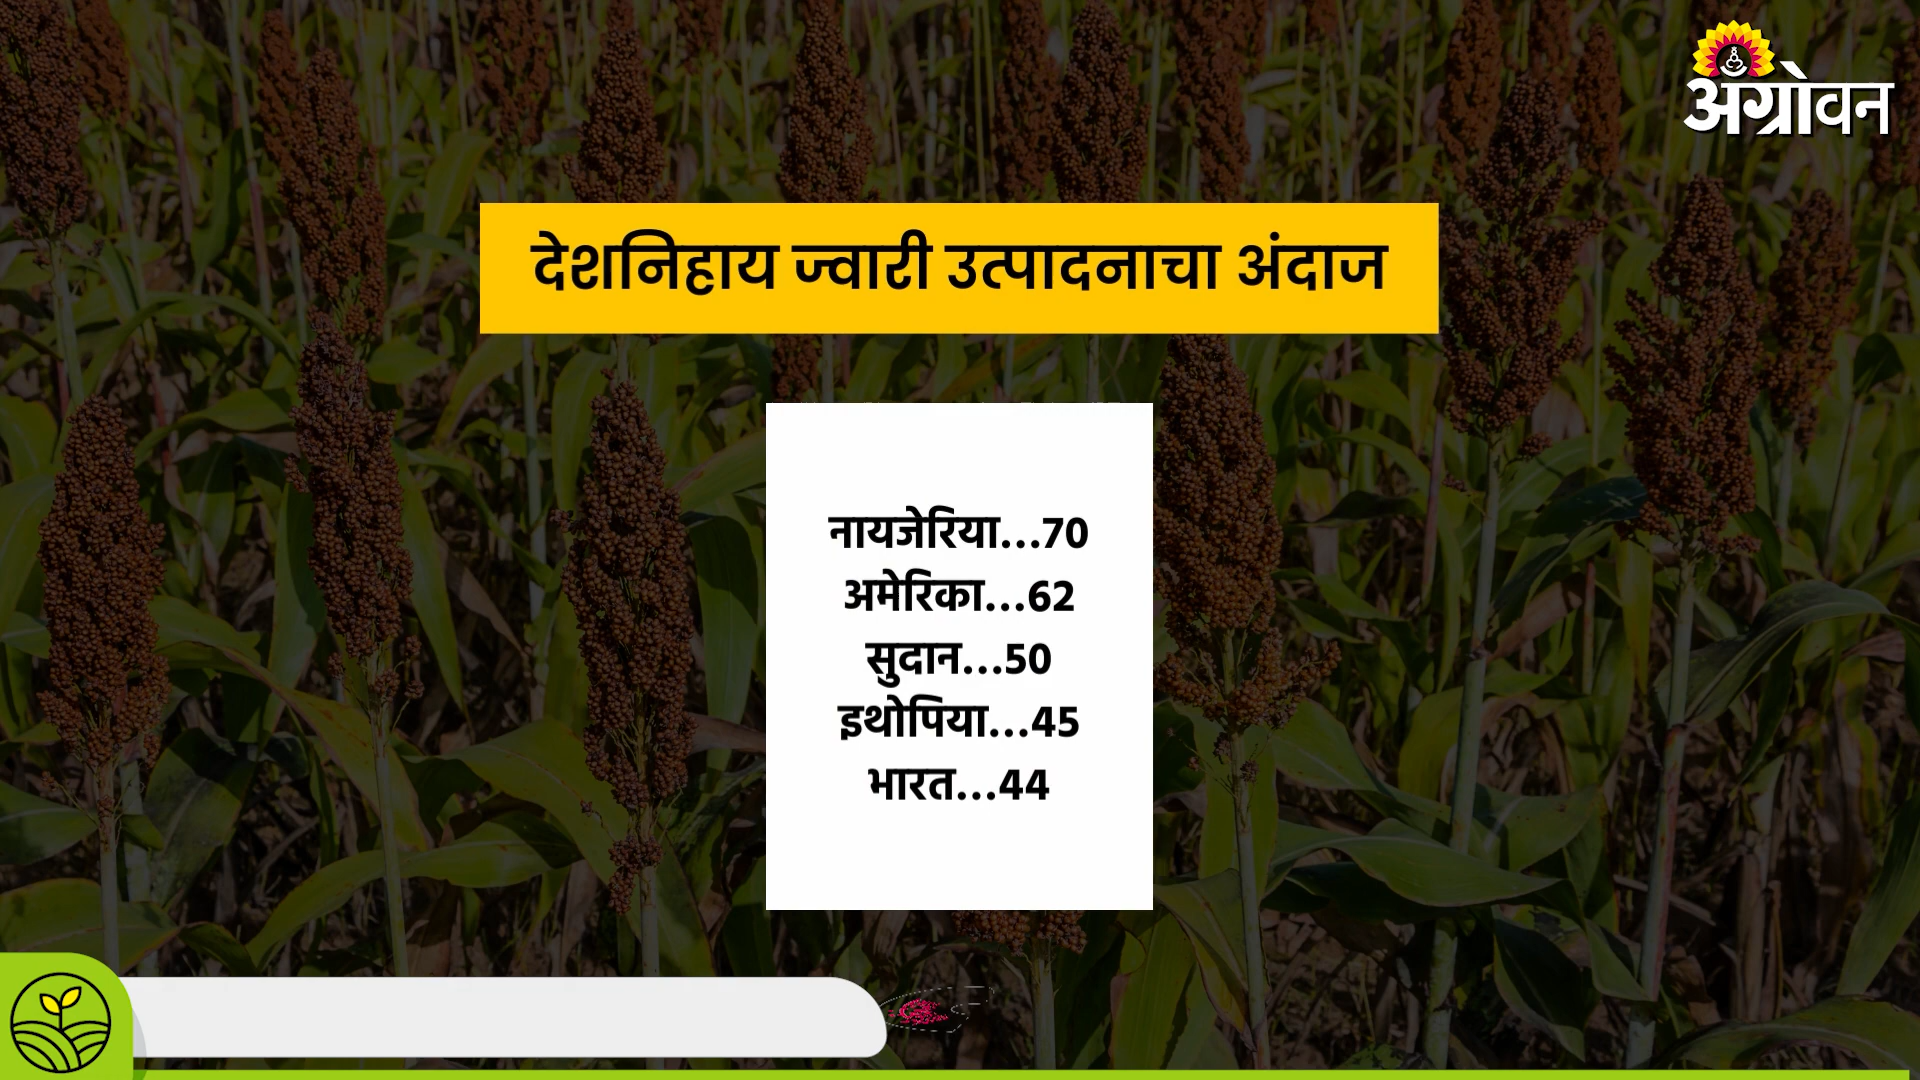 अॅग्रोवन
देशनिहाय ज्वारी उत्पादनाचा अंदाज
नायजेरिया...70
अमेरिका...62
सुदान...50
इथोपिया...45
भारत...44